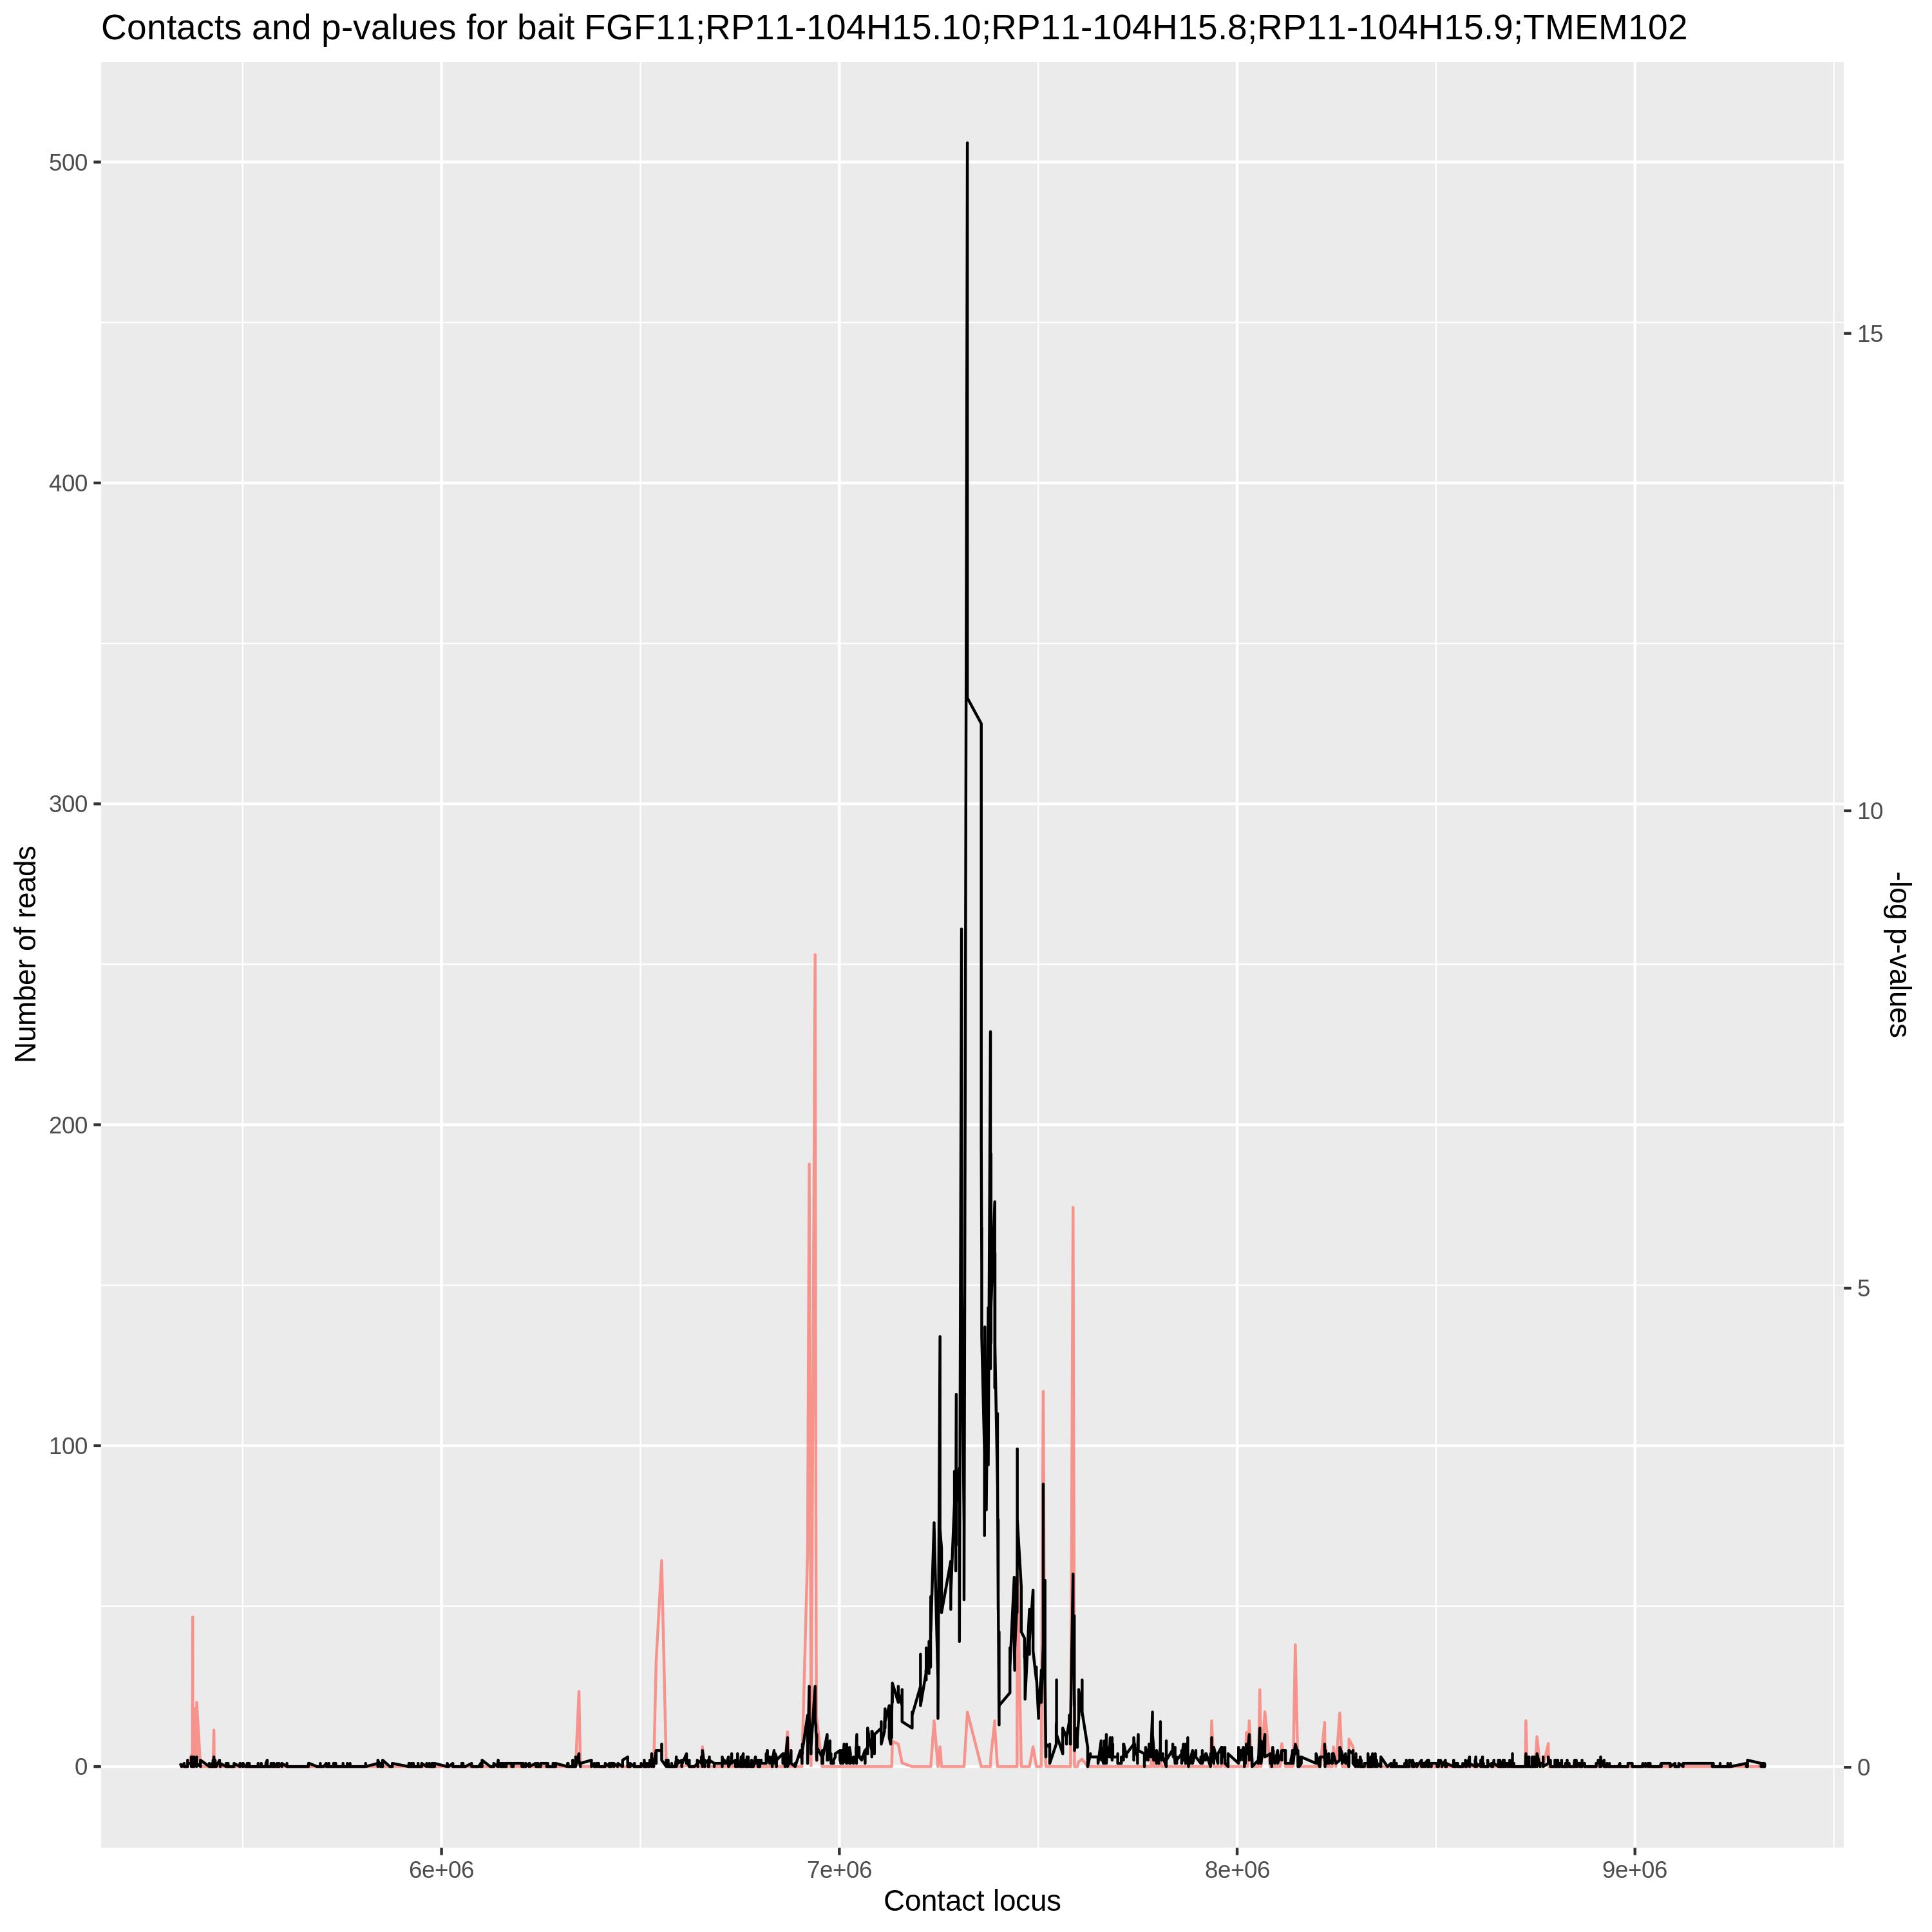 Contacts and p-values for bait FGF11;RP11-104H15.10;RP11-104H15.8;RP11-104H15.9;TMEM102
500
400
300
200
100
0
Number of reads
15
10
5
0
-log p-values
6e+06
7e+06
8e+06
9e+06
Contact locus